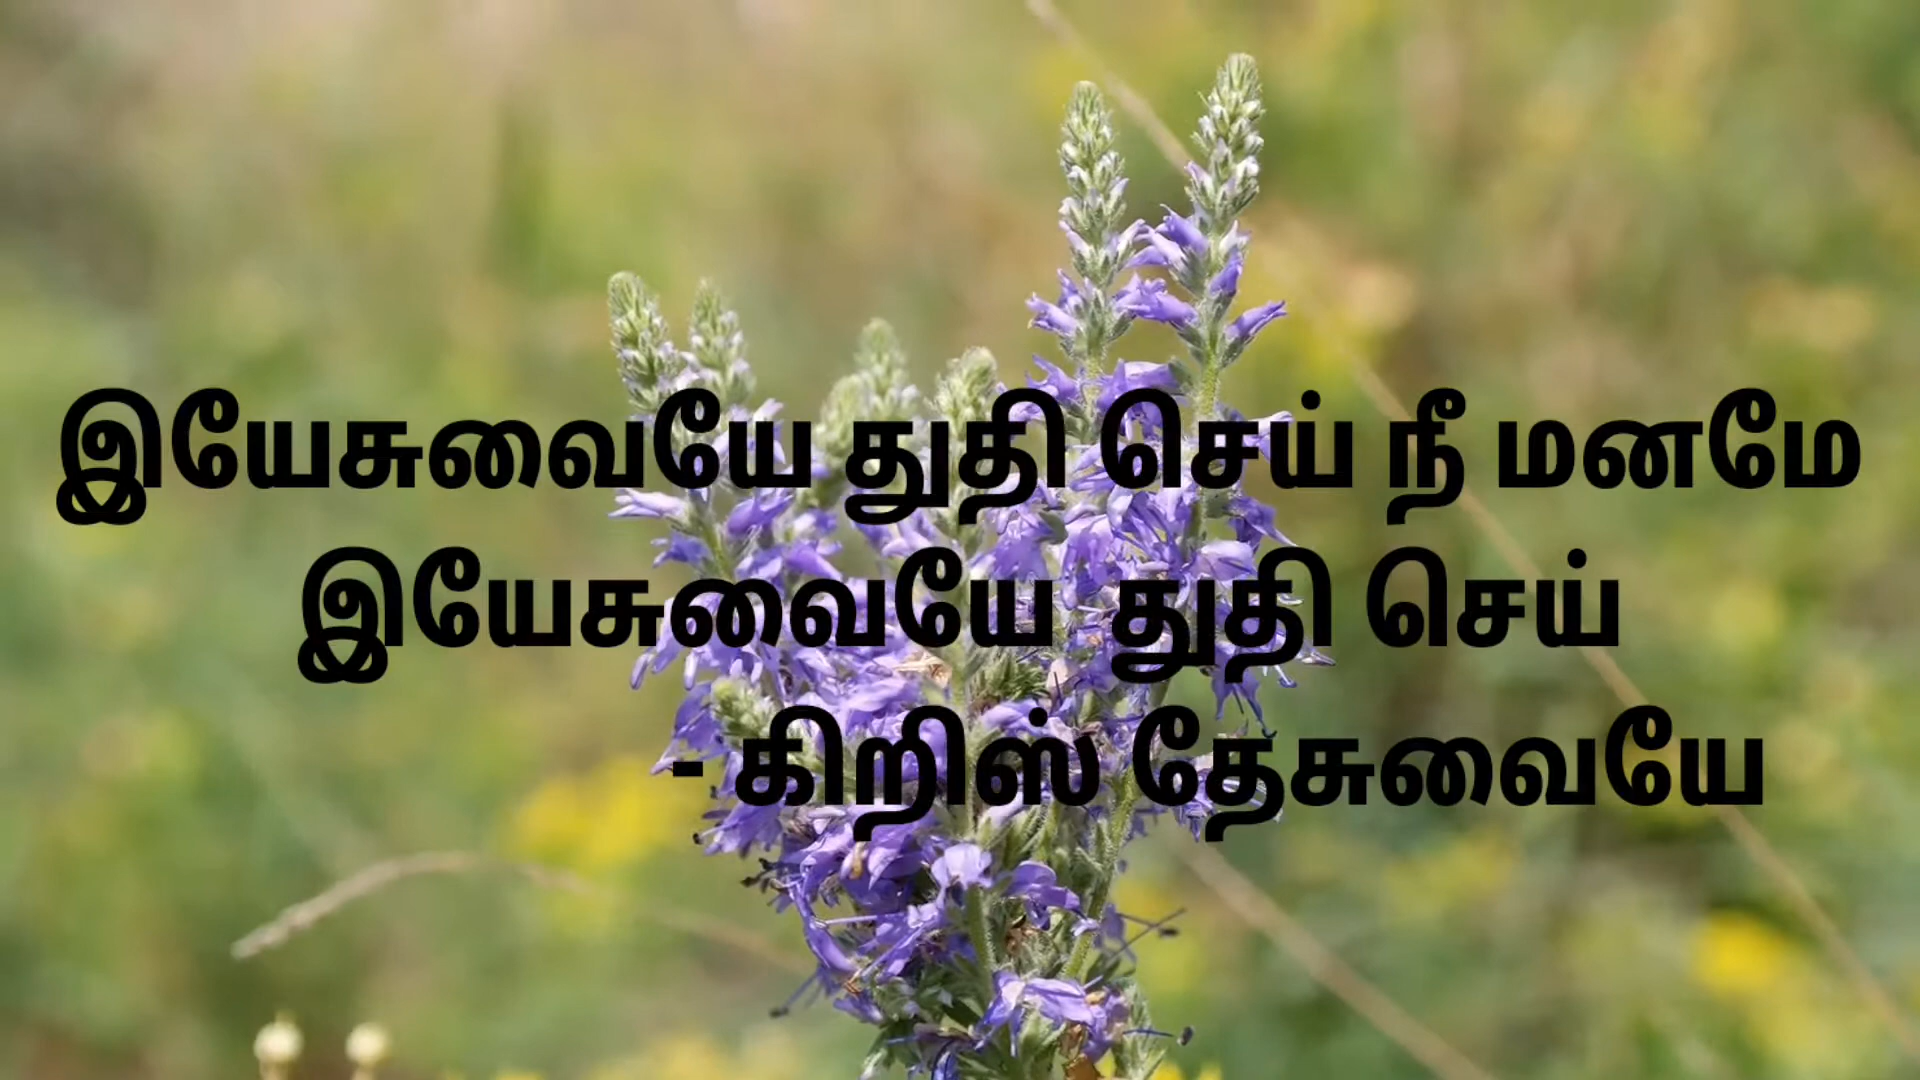 இயேசுவையே துதி செய் நீ மனமே
இயேசுவையே துதி செய்
- கிறிஸ் தேசுவையே